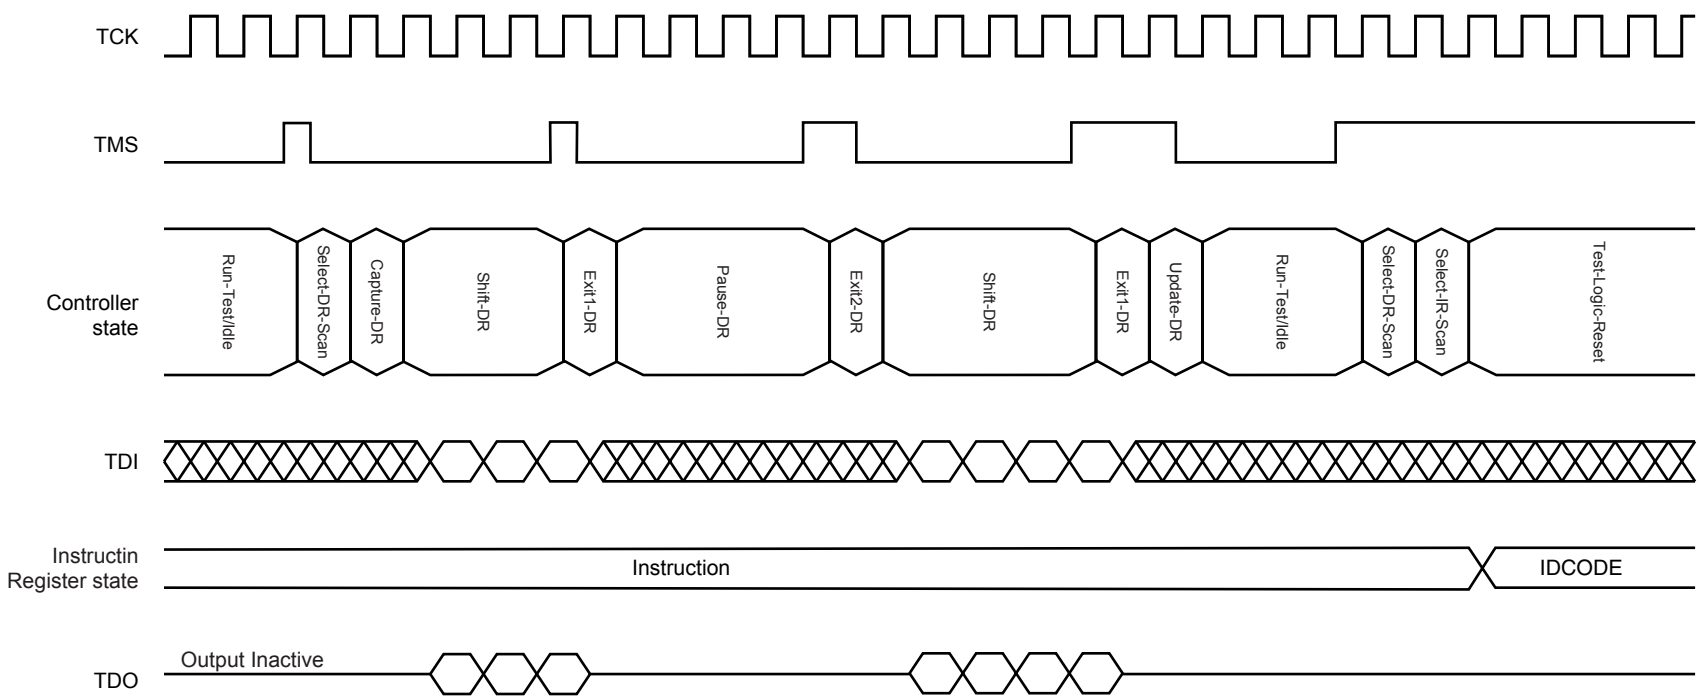 TCK
TMS
Controller
state
Run-Test/Idle
Select-DR-Scan
Capture-DR
Shift-DR
Exit1-DR
Pause-DR
Exit2-DR
Shift-DR
Exit1-DR
Update-DR
Run-Test/Idle
Select-DR-Scan
Select-IR-Scan
Test-Logic-Reset
TDI
Instructin
Register state
Instruction
IDCODE
Output Inactive
TDO